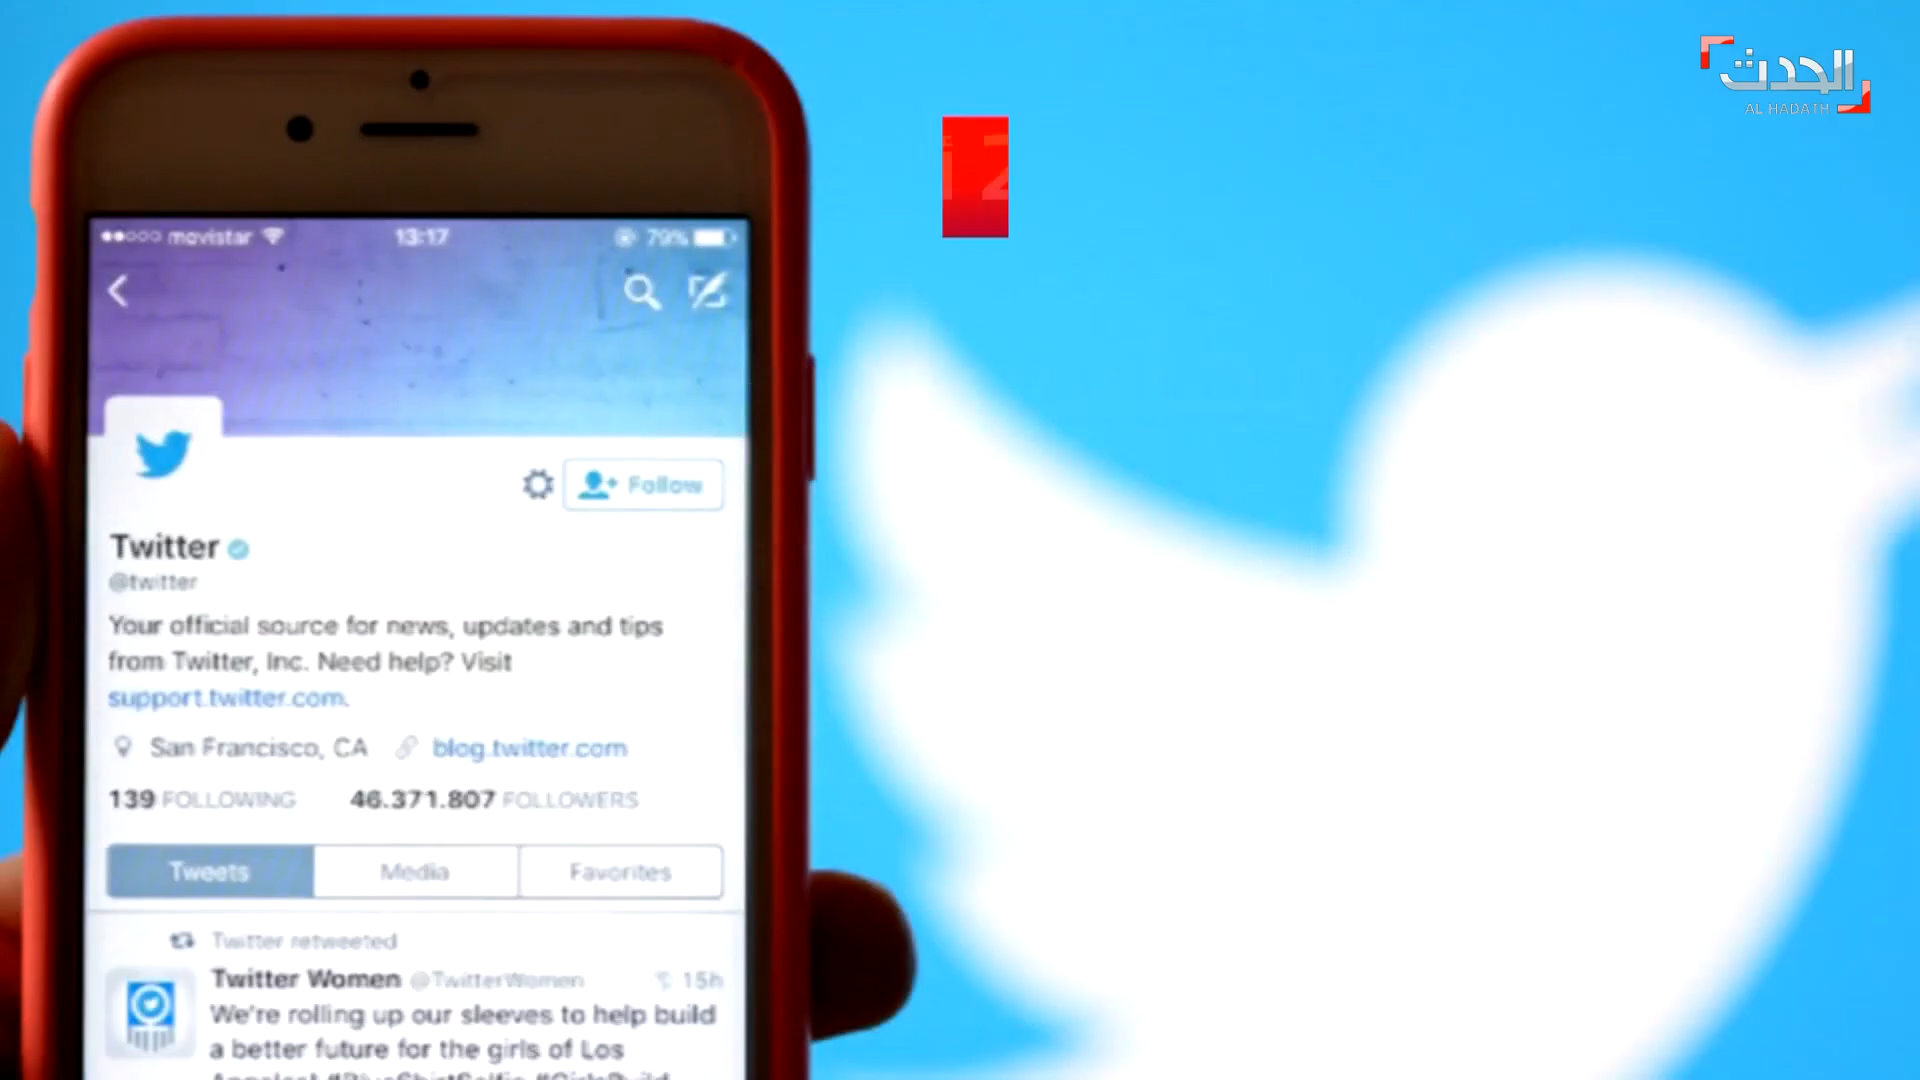 الحدث
AL HADATH
movistar 13:17 79%
Follow
Twitter
@twitter
Your official source for news, updates and tips
from Twitter, Inc. Need help? Visit
support.twitter.com.
San Francisco, CA blog.twitter.com
139 FOLLOWING 46.371.807 FOLLOWERS
Tweets Media Favorites
Twitter retweeted
Twitter Women @TwitterWomen 15h
We're rolling up our sleeves to help build
a better future for the girls of Los